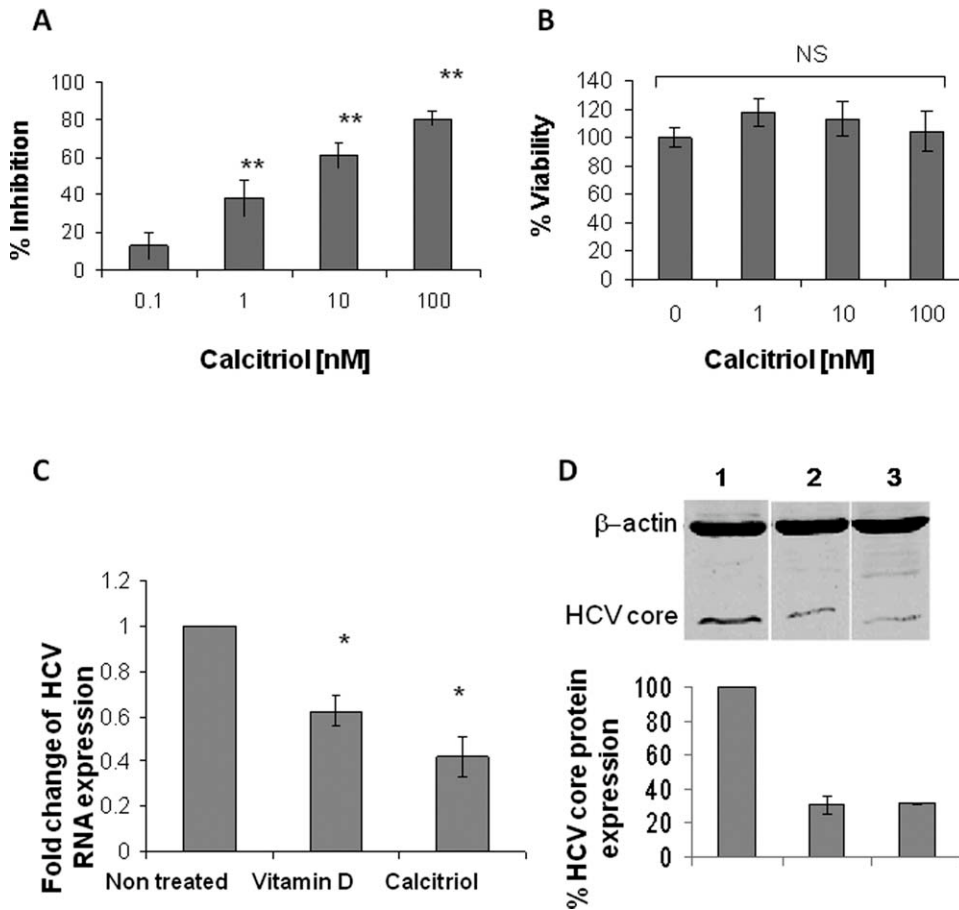 A
% Inhibition
100
80
60
40
20
0
**
**
**
0.1 1 10 100
Calcitriol [nM]
B
NS
% Viability
140
120
100
80
60
40
20
0
0 1 10 100
Calcitriol [nM]
C
Fold change of HCV
RNA expression
1.2
1
0.8
0.6
0.4
0.2
0
*
*
Non treated Vitamin D Calcitriol
D
1 2 3
β–actin
HCV core
% HCV core protein
expression
100
80
60
40
20
0